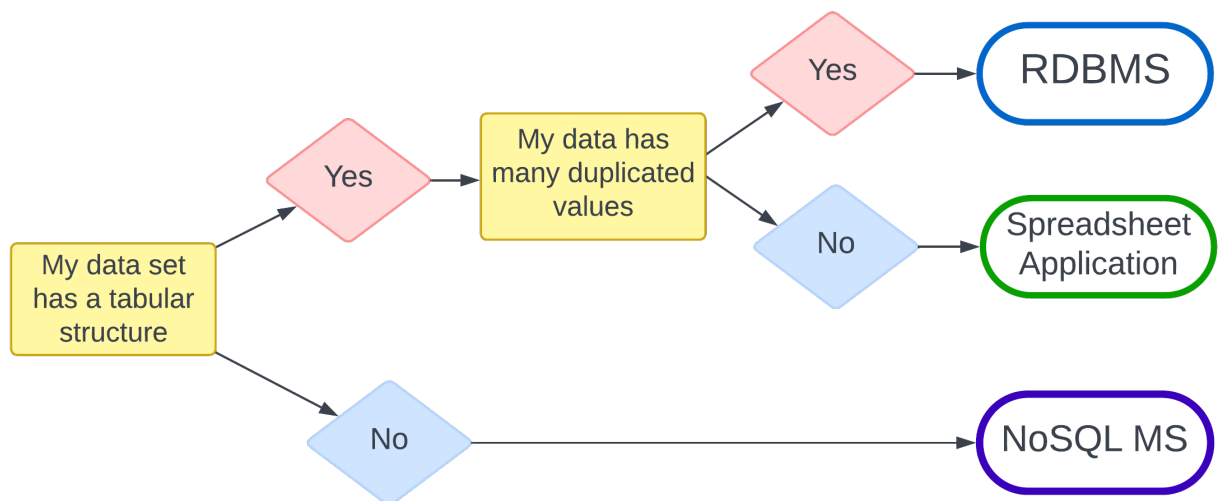 My data set
has a tabular
structure
Yes
My data has
many duplicated
values
Yes
RDBMS
No
Spreadsheet
Application
No
NoSQL MS